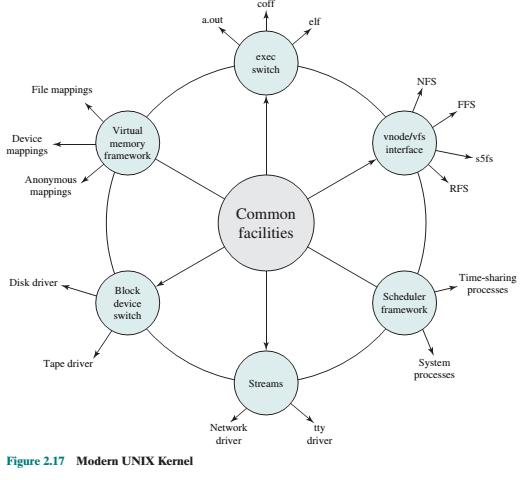 coff
a.out
elf
exec
switch
File mappings
Device
mappings
Anonymous
mappings
Virtual
memory
framework
NFS
FFS
s5fs
RFS
vnode/vfs
interface
Common
facilities
Disk driver
Tape driver
Block
device
switch
Scheduler
framework
Time-sharing
processes
System
processes
Streams
Network
driver
tty
driver
Figure 2.17 Modern UNIX Kernel